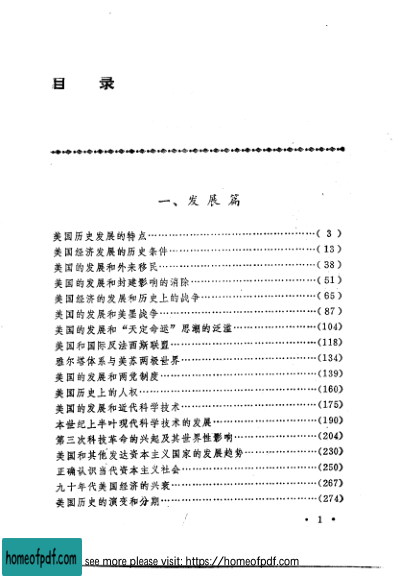 目 录
一、发展篇
美国历史发展的特点……………………………( 3 )
美国经济发展的历史条件………………………( 13 )
美国的发展和外来移民…………………………( 38 )
美国的发展和封建影响的消除…………………( 51 )
美国经济的发展和历史上的战争………………( 65 )
美国的发展和美墨战争…………………………( 87 )
美国的发展和“天定命运”思潮的泛滥…………(104)
美国和国际反法西斯联盟………………………(118)
雅尔塔体系与美苏两极世界……………………(134)
美国的发展和两党制度…………………………(139)
美国历史上的人权………………………………(160)
美国的发展和近代科学技术……………………(175)
本世纪上半叶现代科学技术的发展……………(190)
第三次科技革命的兴起及其世界性影响………(204)
美国和其他发达资本主义国家的发展趋势……(230)
正确认识当代资本主义社会……………………(250)
九十年代美国经济的兴衰………………………(267)
美国历史的演变和分期…………………………(274)
• 1 •
homeofpdf.com
see more please visit: https://homeofpdf.com